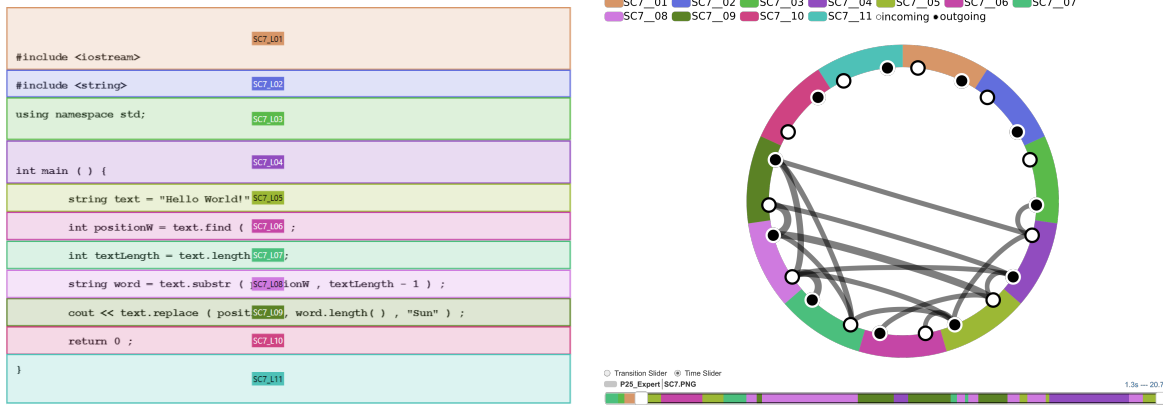 SC7_L01
#include <iostream>
#include <string> SC7_L02
using namespace std; SC7_L03
SC7_L04
int main ( ) {
string text = "Hello World!" SC7_L05
int positionW = text.find ( SC7_L06 ;
int textLength = text.length SC7_L07 ;
string word = text.substr ( SC7_L08 ionW , textLength - 1 ) ;
cout << text.replace ( posit SC7_L09 , word.length( ) , "Sun" ) ;
return 0 ; SC7_L10
}
SC7_L11
SC7__01 SC7__02 SC7__03 SC7__04 SC7__05 SC7__06 SC7__07
SC7__08 SC7__09 SC7__10 SC7__11 incoming outgoing
Transition Slider Time Slider
P25_Expert SC7.PNG 1.3s --- 20.7